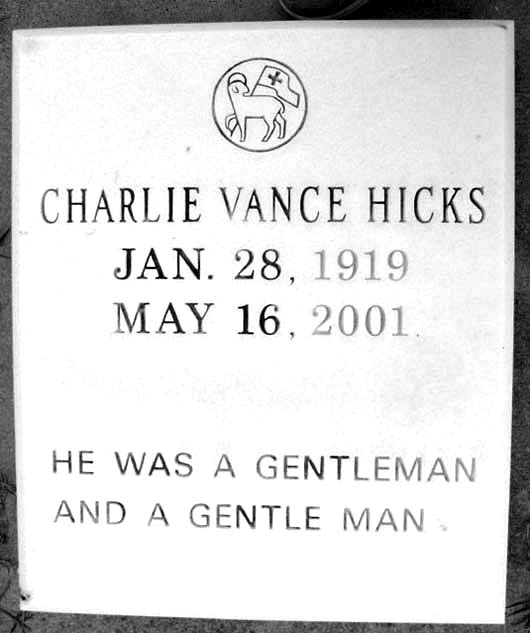 CHARLIE VANCE HICKS
JAN. 28, 1919
MAY 16, 2001
HE WAS A GENTLEMAN
AND A GENTLE MAN